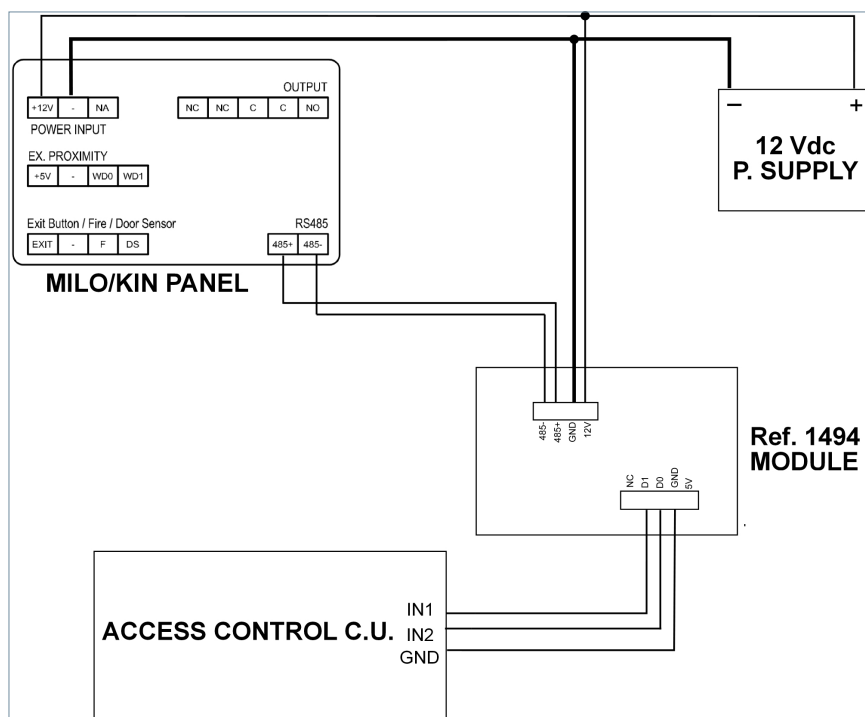 OUTPUT
+12V - NA NC NC C C NO
POWER INPUT
EX. PROXIMITY
+5V - WD0 WD1
Exit Button / Fire / Door Sensor RS485
EXIT - F DS 485+ 485-
MILO/KIN PANEL
– +
12 Vdc
P. SUPPLY
485- 485+ GND 12V
Ref. 1494
MODULE
NC D1 D0 GND 5V
ACCESS CONTROL C.U.
IN1
IN2
GND